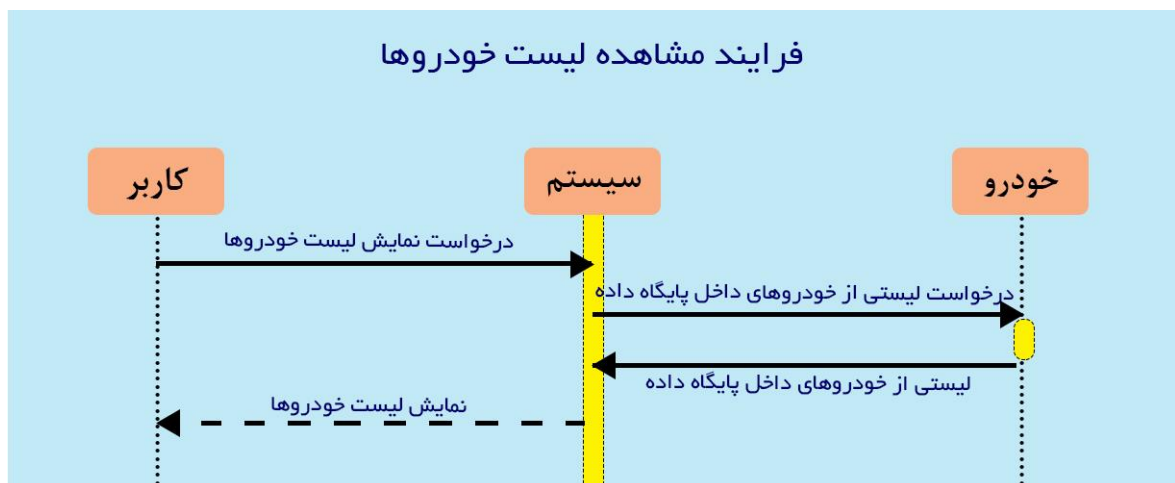 فرایند مشاهده لیست خودروها
خودرو
سیستم
کاربر
درخواست نمایش لیست خودروها
درخواست لیستی از خودروهای داخل پایگاه داده
لیستی از خودروهای داخل پایگاه داده
نمایش لیست خودروها